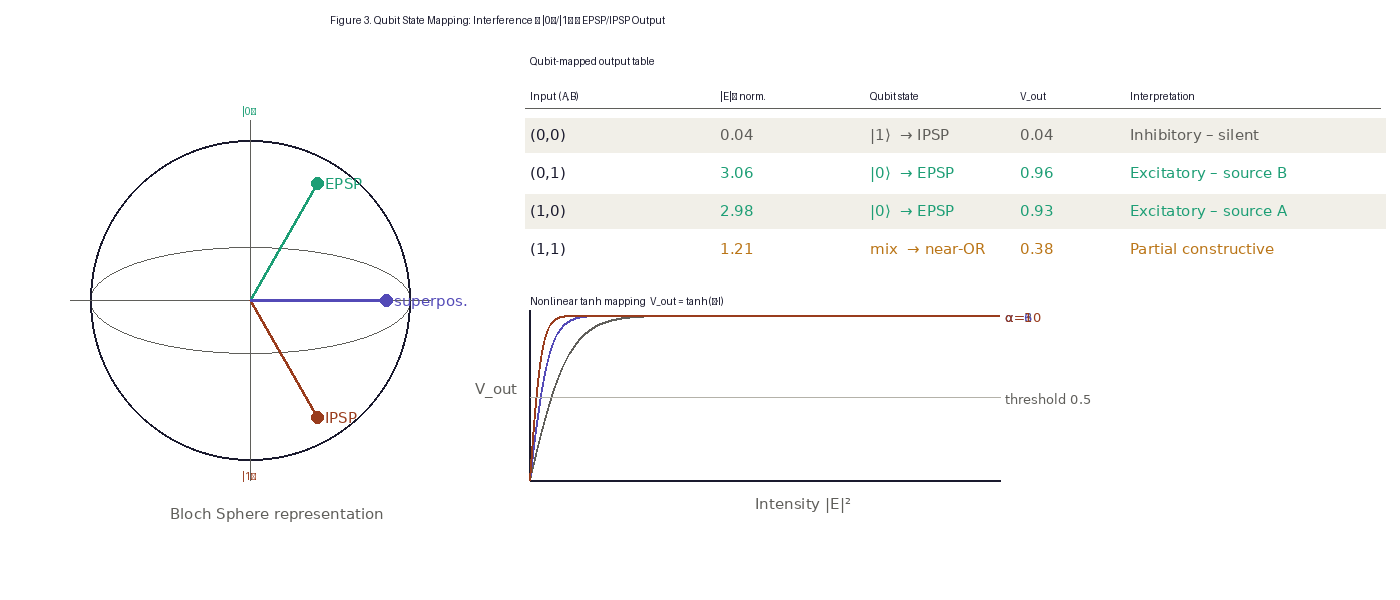 Figure 3. Qubit State Mapping: Interference � |0�/|1� � EPSP/IPSP Output
Qubit-mapped output table
Input (A,B) |E|� norm. Qubit state V_out Interpretation
(0,0) 0.04 |1⟩ → IPSP 0.04 Inhibitory – silent
(0,1) 3.06 |0⟩ → EPSP 0.96 Excitatory – source B
(1,0) 2.98 |0⟩ → EPSP 0.93 Excitatory – source A
(1,1) 1.21 mix → near-OR 0.38 Partial constructive
|0�
EPSP
superpos.
IPSP
|1�
Bloch Sphere representation
Nonlinear tanh mapping V_out = tanh(�·I)
V_out
threshold 0.5
Intensity |E|²